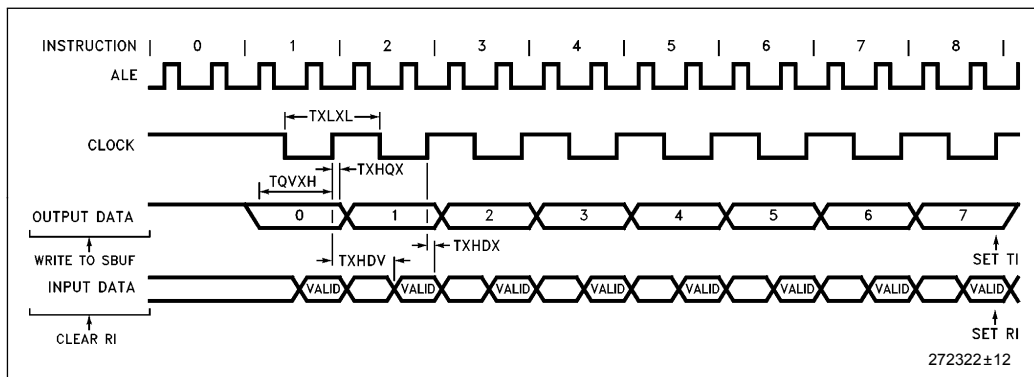 INSTRUCTION | 0 | 1 | 2 | 3 | 4 | 5 | 6 | 7 | 8 |
ALE
TXLXL
CLOCK
TXHQX
TQVXH
OUTPUT DATA 0 1 2 3 4 5 6 7
TXHDX
WRITE TO SBUF TXHDV SET TI
INPUT DATA VALID VALID VALID VALID VALID VALID VALID VALID
CLEAR RI SET RI
272322±12